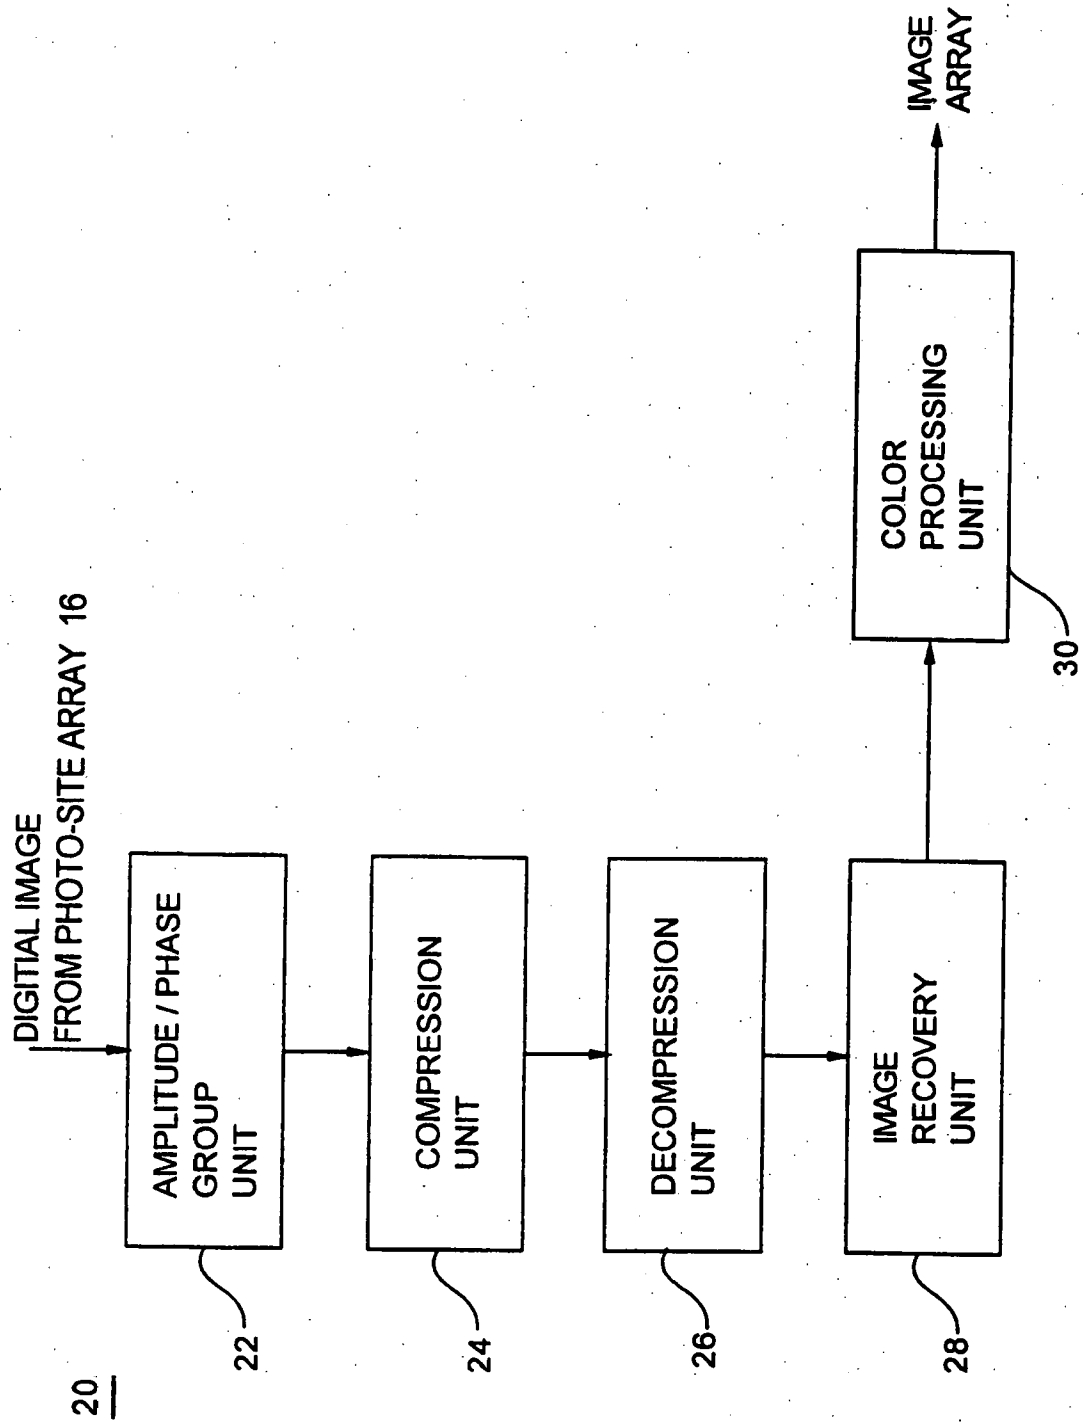 20
DIGITIAL IMAGE
FROM PHOTO-SITE ARRAY 16
AMPLITUDE / PHASE
GROUP
UNIT
22
COMPRESSION
UNIT
24
DECOMPRESSION
UNIT
26
IMAGE
RECOVERY
UNIT
28
COLOR
PROCESSING
UNIT
30
IMAGE
ARRAY